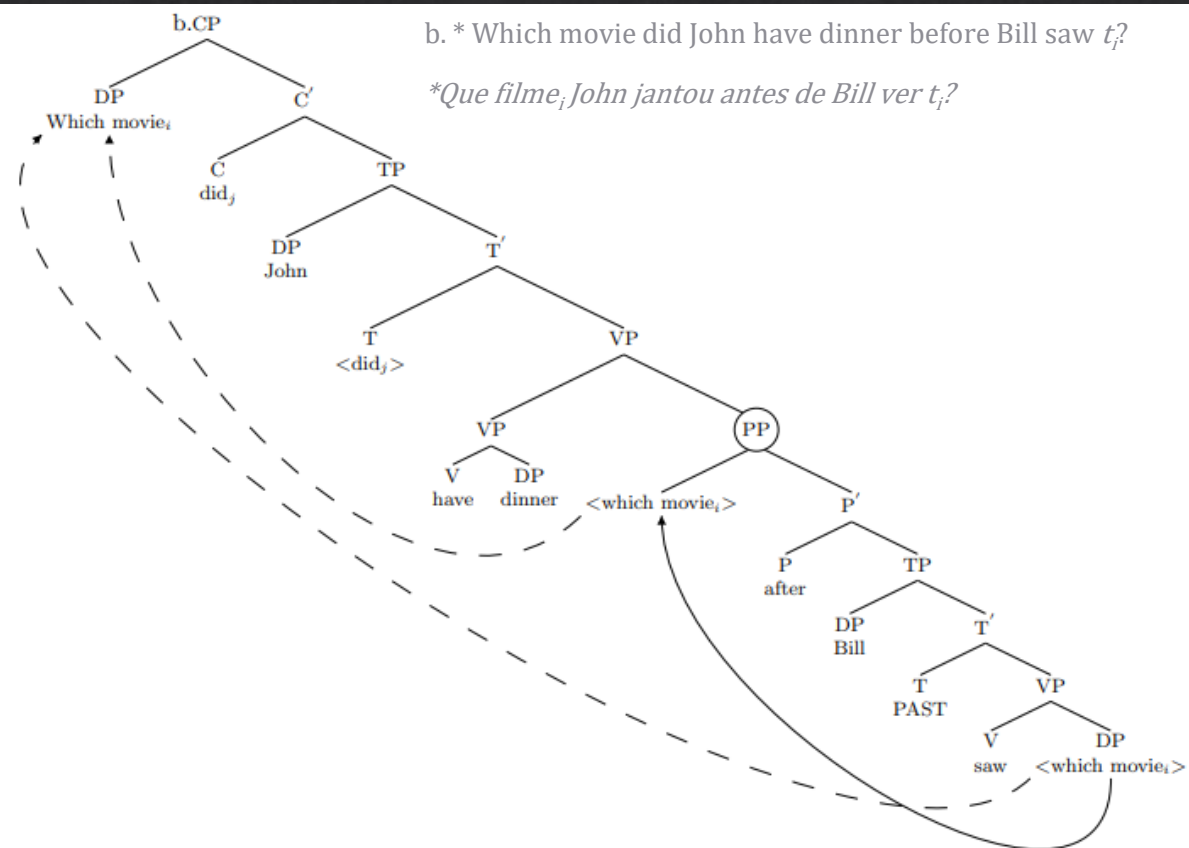 b.CP
b. * Which movie did John have dinner before Bill saw tᵢ?
*Que filmeᵢ John jantou antes de Bill ver tᵢ?
DP C′
Which movieᵢ
C TP
didⱼ
DP T′
John
T VP
<didⱼ>
VP PP
V DP
have dinner <which movieᵢ> P′
P TP
after
DP T′
Bill
T VP
PAST
V DP
saw <which movieᵢ>